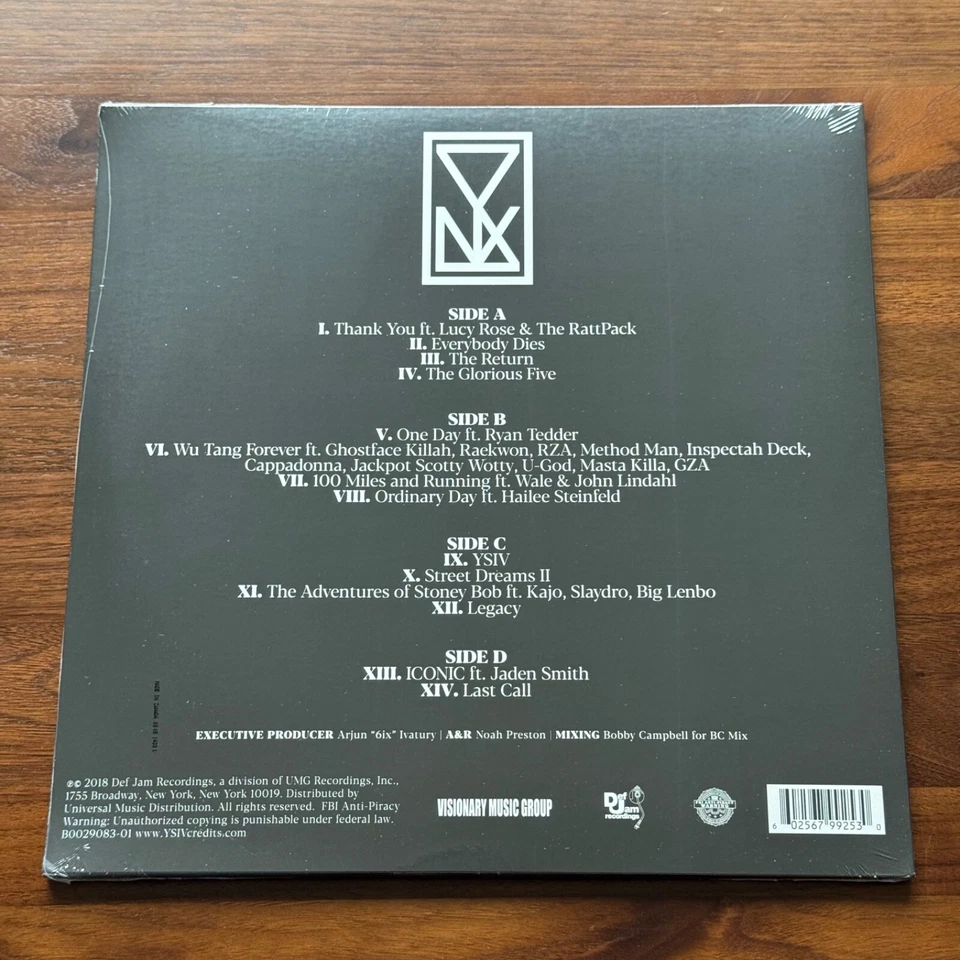 SIDE A
I. Thank You ft. Lucy Rose & The RattPack
II. Everybody Dies
III. The Return
IV. The Glorious Five
SIDE B
V. One Day ft. Ryan Tedder
VI. Wu Tang Forever ft. Ghostface Killah, Raekwon, RZA, Method Man, Inspectah Deck,
Cappadonna, Jackpot Scotty Wotty, U-God, Masta Killa, GZA
VII. 100 Miles and Running ft. Wale & John Lindahl
VIII. Ordinary Day ft. Hailee Steinfeld
SIDE C
IX. YSIV
X. Street Dreams II
XI. The Adventures of Stoney Bob ft. Kajo, Slaydro, Big Lenbo
XII. Legacy
SIDE D
XIII. ICONIC ft. Jaden Smith
XIV. Last Call
EXECUTIVE PRODUCER Arjun "6ix" Ivatury | A&R Noah Preston | MIXING Bobby Campbell for BC Mix
℗© 2018 Def Jam Recordings, a division of UMG Recordings, Inc.,
1755 Broadway, New York, New York 10019. Distributed by
Universal Music Distribution. All rights reserved. FBI Anti-Piracy
Warning: Unauthorized copying is punishable under federal law.
B0029083-01 www.YSIVcredits.com
VISIONARY MUSIC GROUP
Def Jam
recordings
FBI ANTI-PIRACY
WARNING
6 02567 99253 0